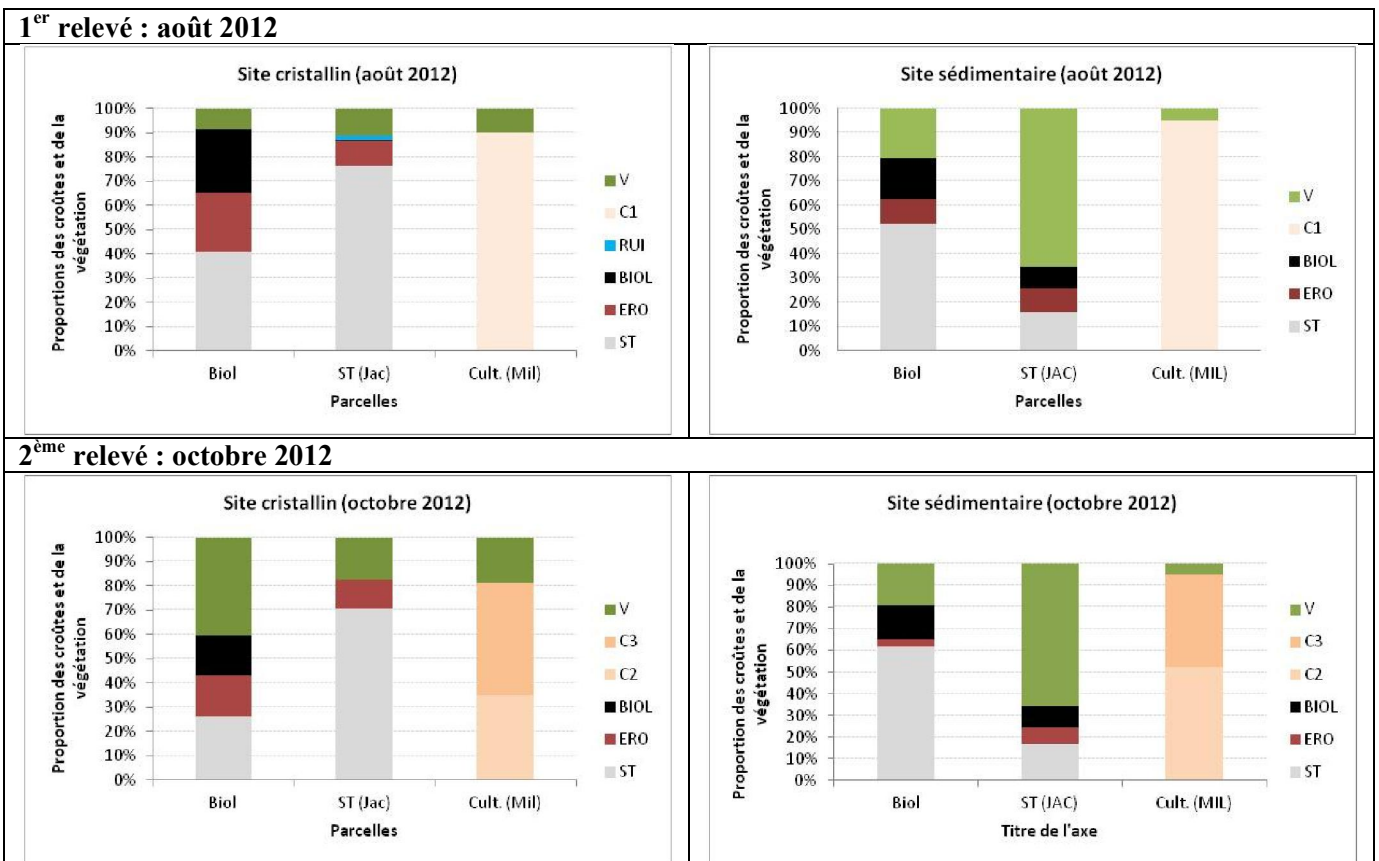 1er relevé : août 2012
Site cristallin (août 2012)
Proportions des croûtes et de la
végétation
100%
90%
80%
70%
60%
50%
40%
30%
20%
10%
0%
Biol ST (Jac) Cult. (Mil)
Parcelles
V
C1
RUI
BIOL
ERO
ST
Site sédimentaire (août 2012)
Proportion des croûtes et de la
végétation
100%
90%
80%
70%
60%
50%
40%
30%
20%
10%
0%
Biol ST (JAC) Cult. (MIL)
Parcelles
V
C1
BIOL
ERO
ST
2ème relevé : octobre 2012
Site cristallin (octobre 2012)
Proportion des croûtes et de la
végétation
100%
90%
80%
70%
60%
50%
40%
30%
20%
10%
0%
Biol ST (Jac) Cult. (Mil)
Parcelles
V
C3
C2
BIOL
ERO
ST
Site sédimentaire (octobre 2012)
Proportion des croûtes et de la
végétation
100%
90%
80%
70%
60%
50%
40%
30%
20%
10%
0%
Biol ST (JAC) Cult. (MIL)
Titre de l'axe
V
C3
C2
BIOL
ERO
ST